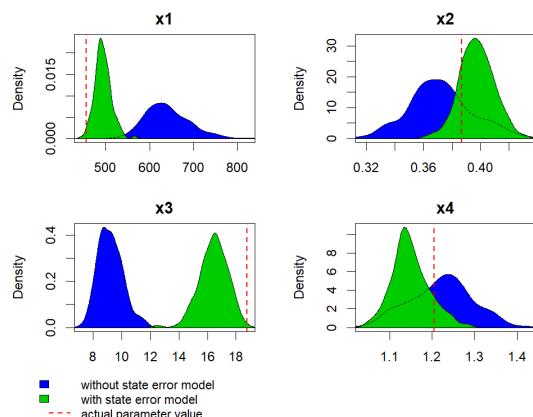 x1
x2
Density
0.000
0.015
500 600 700 800
Density
0 10 20 30
0.32 0.36 0.40
x3
x4
Density
0.0 0.2 0.4
8 10 12 14 16 18
Density
0 2 4 6 8
1.1 1.2 1.3 1.4
without state error model
with state error model
actual parameter value